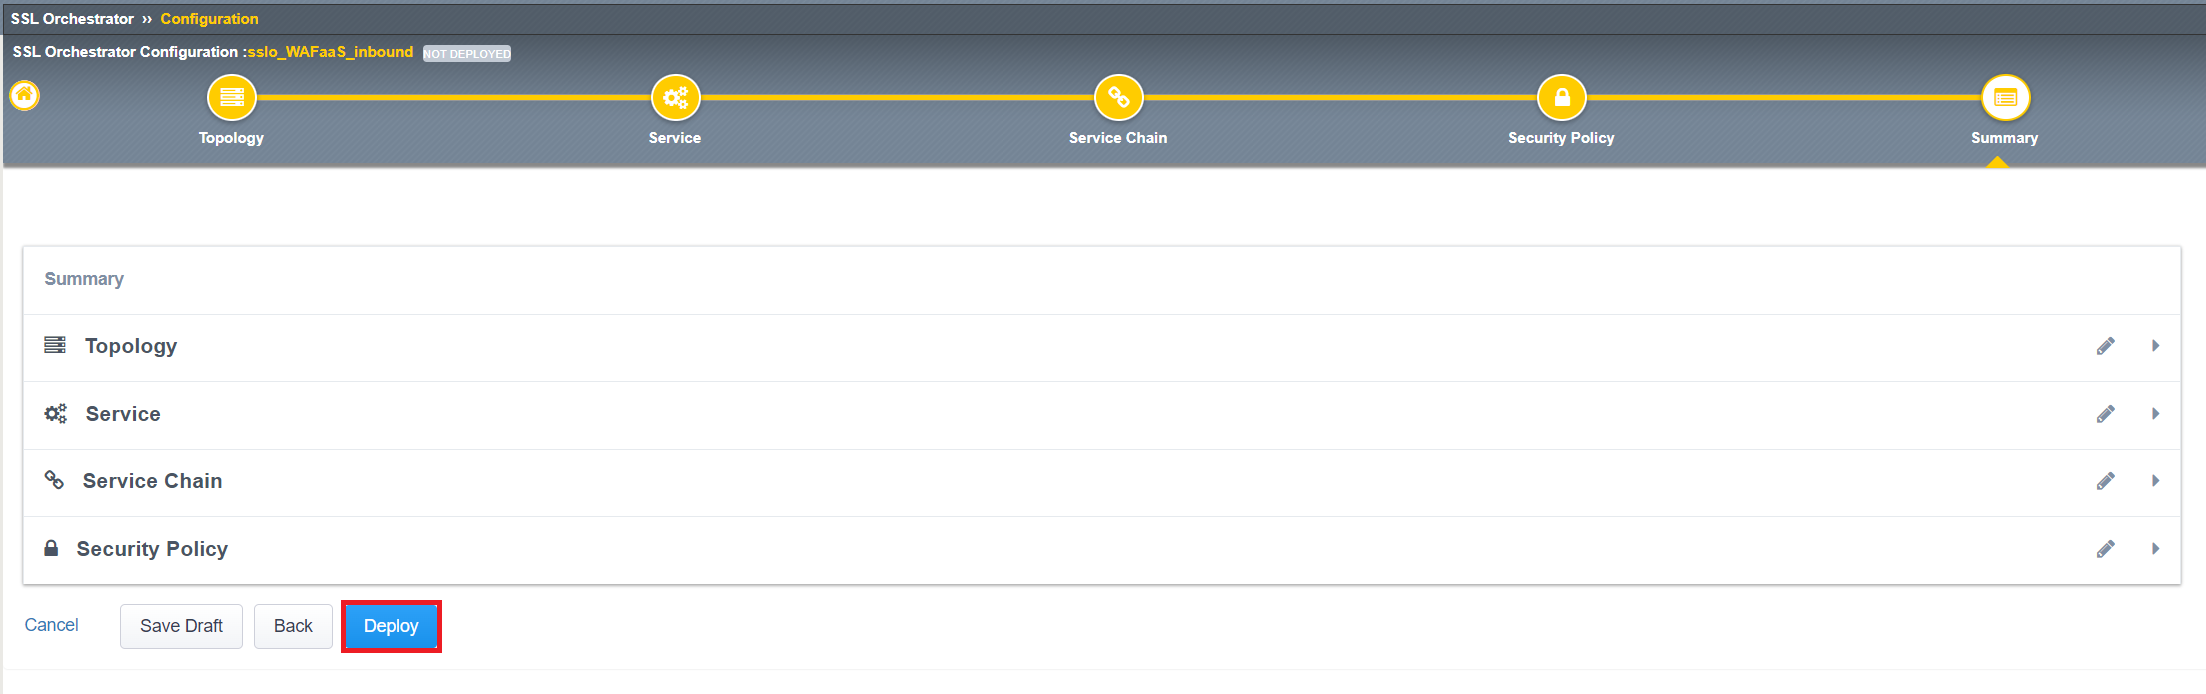 SSL Orchestrator ›› Configuration
SSL Orchestrator Configuration :sslo_WAFaaS_inbound NOT DEPLOYED
Topology Service Service Chain Security Policy Summary
Summary
Topology
Service
Service Chain
Security Policy
Cancel Save Draft Back Deploy